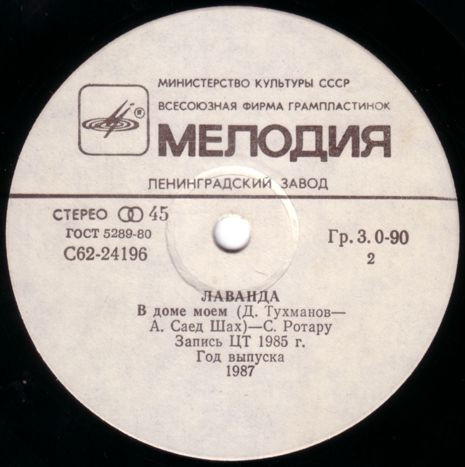 МИНИСТЕРСТВО КУЛЬТУРЫ СССР
ВСЕСОЮЗНАЯ ФИРМА ГРАМПЛАСТИНОК
®
МЕЛОДИЯ
ЛЕНИНГРАДСКИЙ ЗАВОД
СТЕРЕО 45
ГОСТ 5289-80
С62-24196
Гр. 3. 0-90
2
ЛАВАНДА
В доме моем (Д. Тухманов—
А. Саед Шах)—С. Ротару
Запись ЦТ 1985 г.
Год выпуска
1987